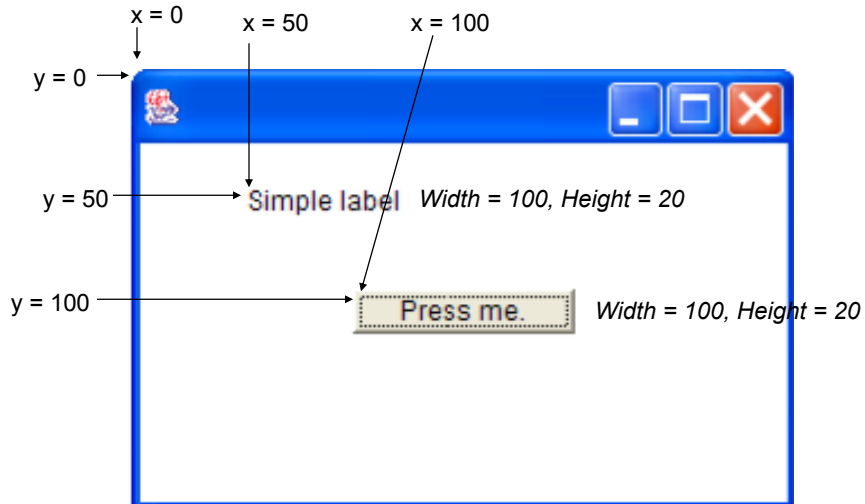 x = 0
x = 50
x = 100
y = 0
y = 50
Simple label
Width = 100, Height = 20
y = 100
Press me.
Width = 100, Height = 20